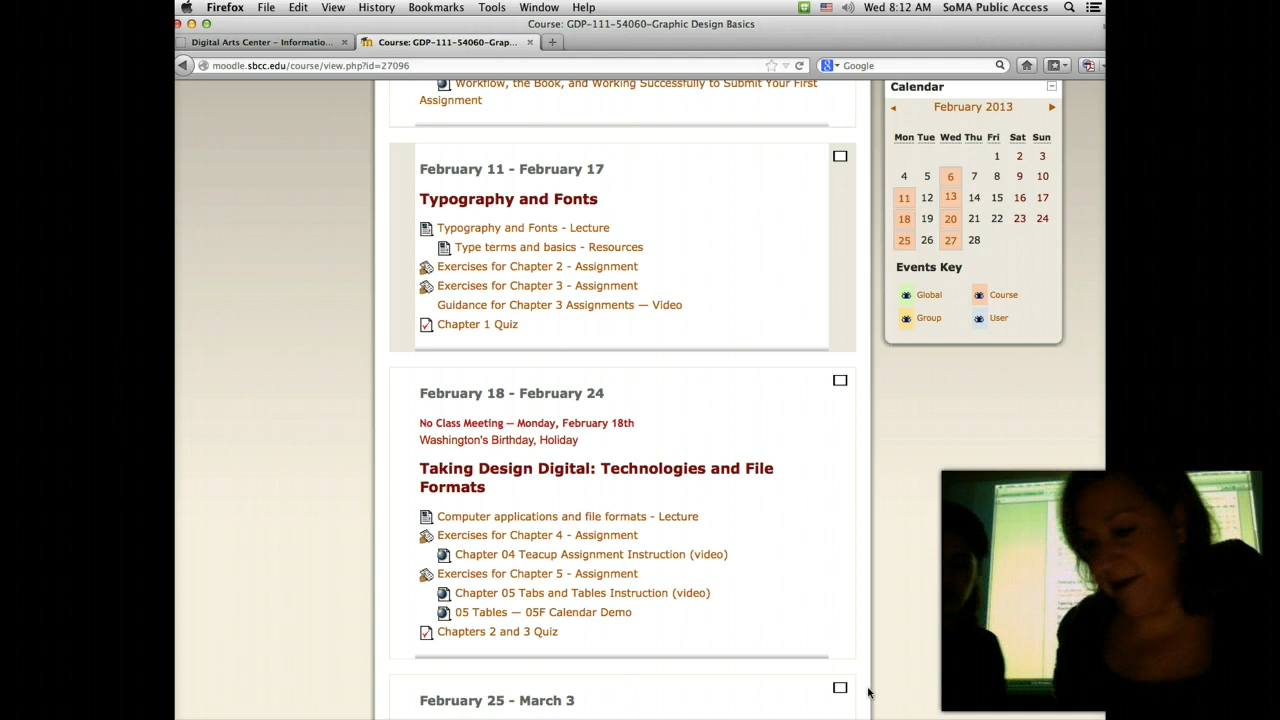 Firefox File Edit View History Bookmarks Tools Window Help Wed 8:12 AM SoMA Public Access
Course: GDP-111-54060–Graphic Design Basics
Digital Arts Center – Informatio... Course: GDP-111-54060–Grap...
moodle.sbcc.edu/course/view.php?id=27096 Google
Workflow, the Book, and Working Successfully to Submit Your First
Assignment
February 11 - February 17
Typography and Fonts
Typography and Fonts - Lecture
Type terms and basics - Resources
Exercises for Chapter 2 - Assignment
Exercises for Chapter 3 - Assignment
Guidance for Chapter 3 Assignments — Video
Chapter 1 Quiz
February 18 - February 24
No Class Meeting — Monday, February 18th
Washington's Birthday, Holiday
Taking Design Digital: Technologies and File
Formats
Computer applications and file formats - Lecture
Exercises for Chapter 4 - Assignment
Chapter 04 Teacup Assignment Instruction (video)
Exercises for Chapter 5 - Assignment
Chapter 05 Tabs and Tables Instruction (video)
05 Tables — 05F Calendar Demo
Chapters 2 and 3 Quiz
February 25 - March 3
Calendar
February 2013
Mon Tue Wed Thu Fri Sat Sun
1 2 3
4 5 6 7 8 9 10
11 12 13 14 15 16 17
18 19 20 21 22 23 24
25 26 27 28
Events Key
Global Course
Group User